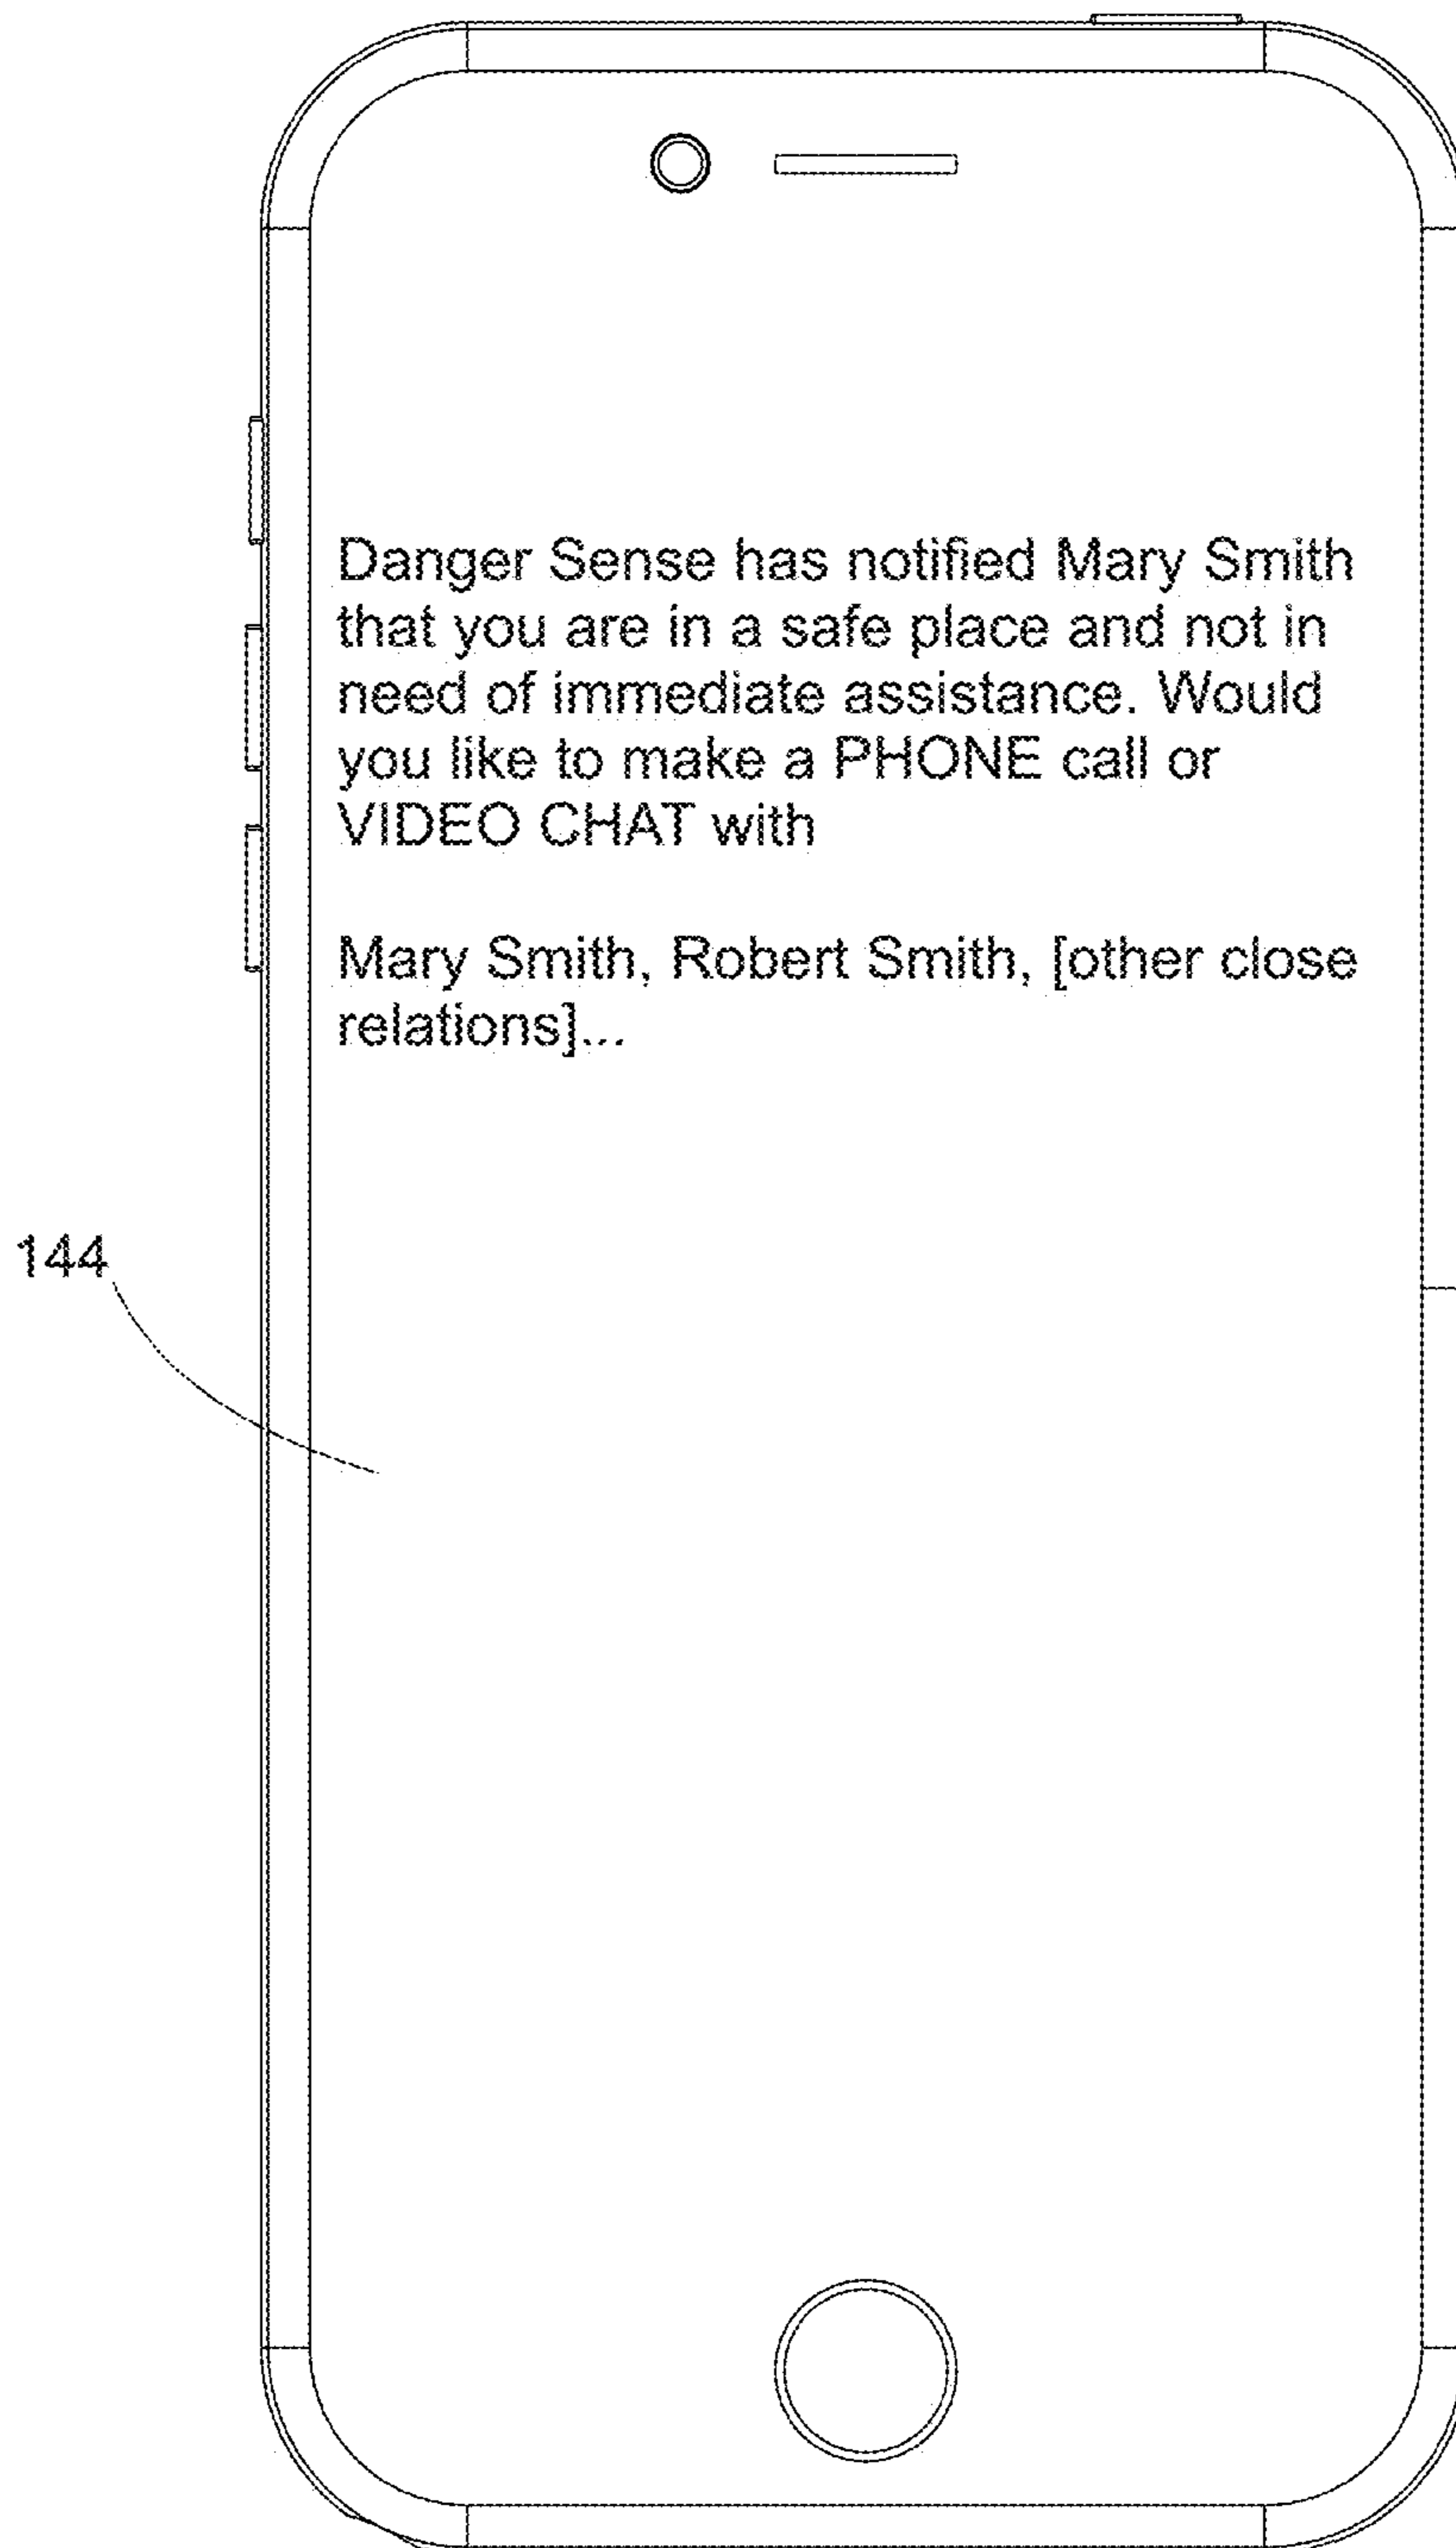 Danger Sense has notified Mary Smith
that you are in a safe place and not in
need of immediate assistance. Would
you like to make a PHONE call or
VIDEO CHAT with
Mary Smith, Robert Smith, [other close
relations]...
144